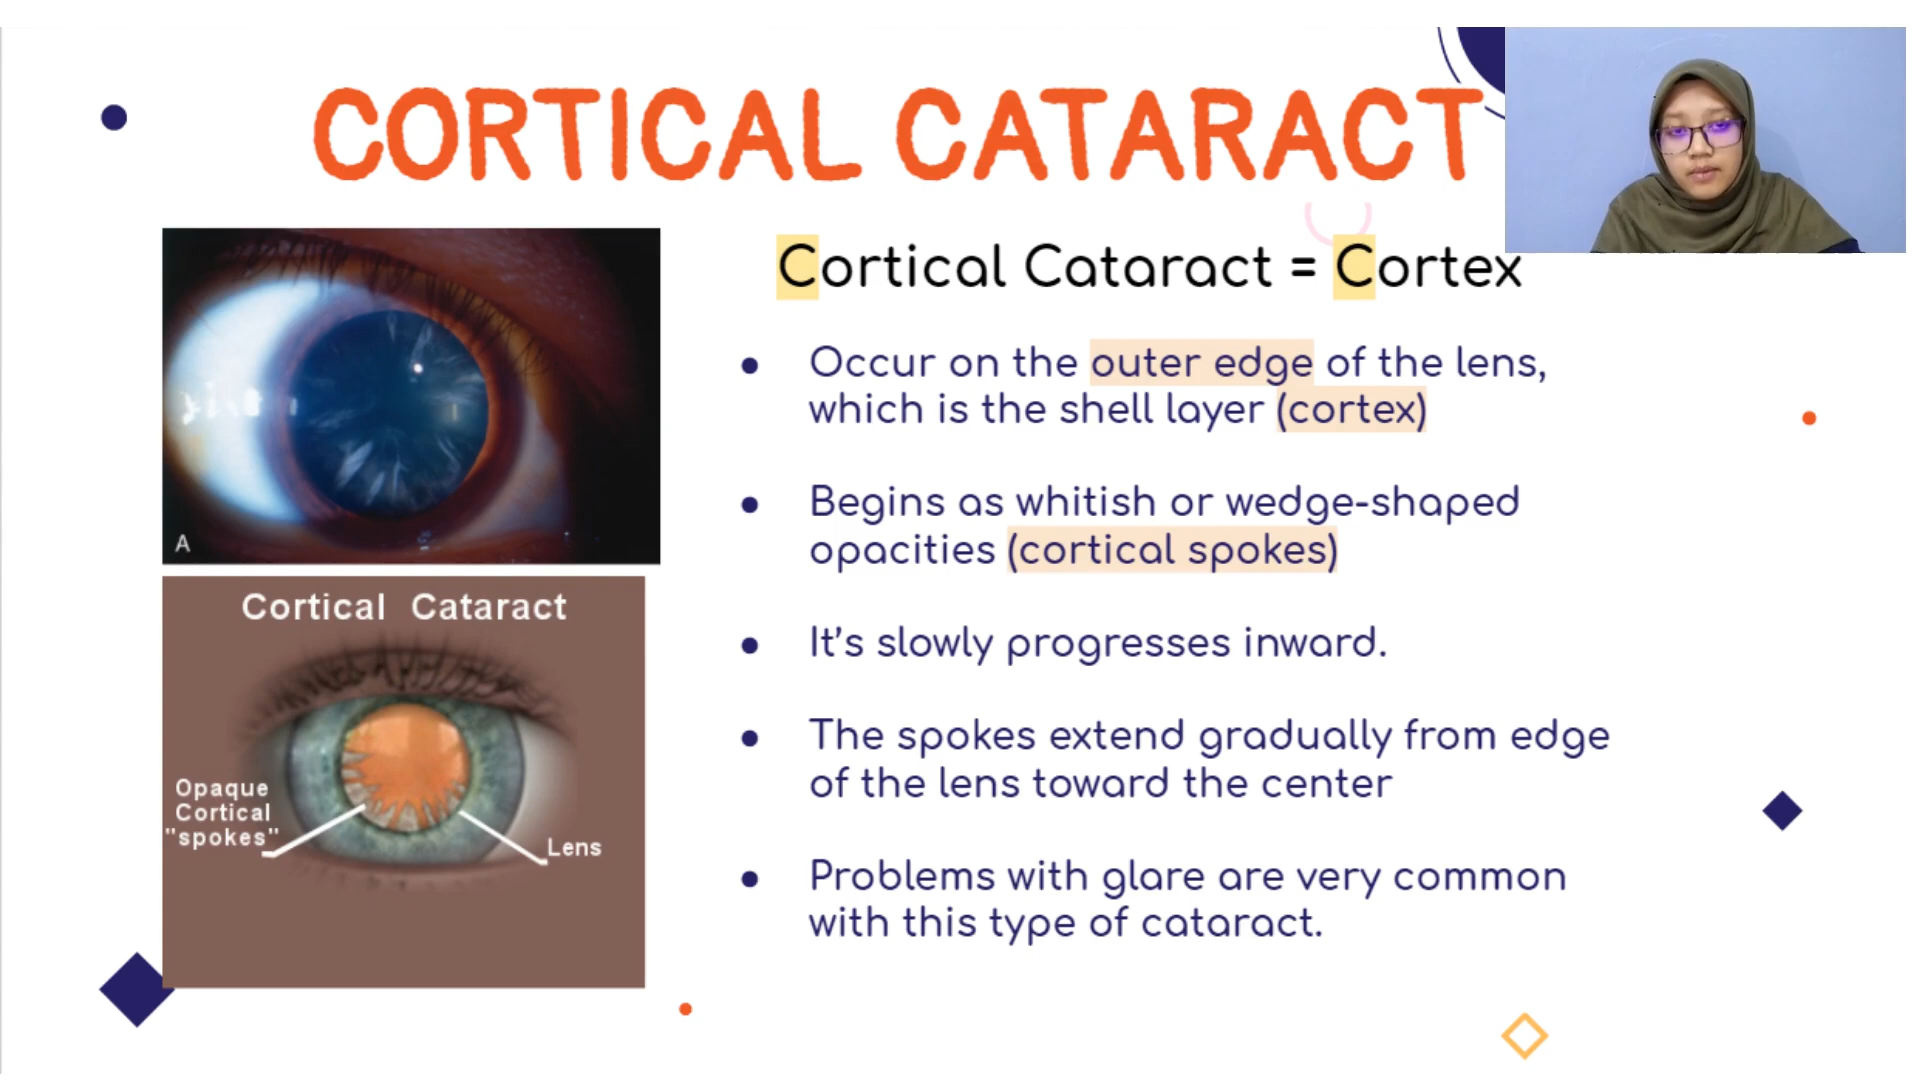 CORTICAL CATARACT
Cortical Cataract = Cortex
• Occur on the outer edge of the lens,
which is the shell layer (cortex)
• Begins as whitish or wedge-shaped
opacities (cortical spokes)
• It's slowly progresses inward.
• The spokes extend gradually from edge
of the lens toward the center
• Problems with glare are very common
with this type of cataract.
A
Cortical Cataract
Opaque
Cortical
"spokes"
Lens